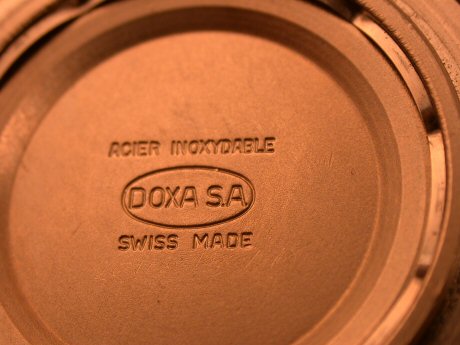 ACIER INOXYDABLE
DOXA S.A
SWISS MADE